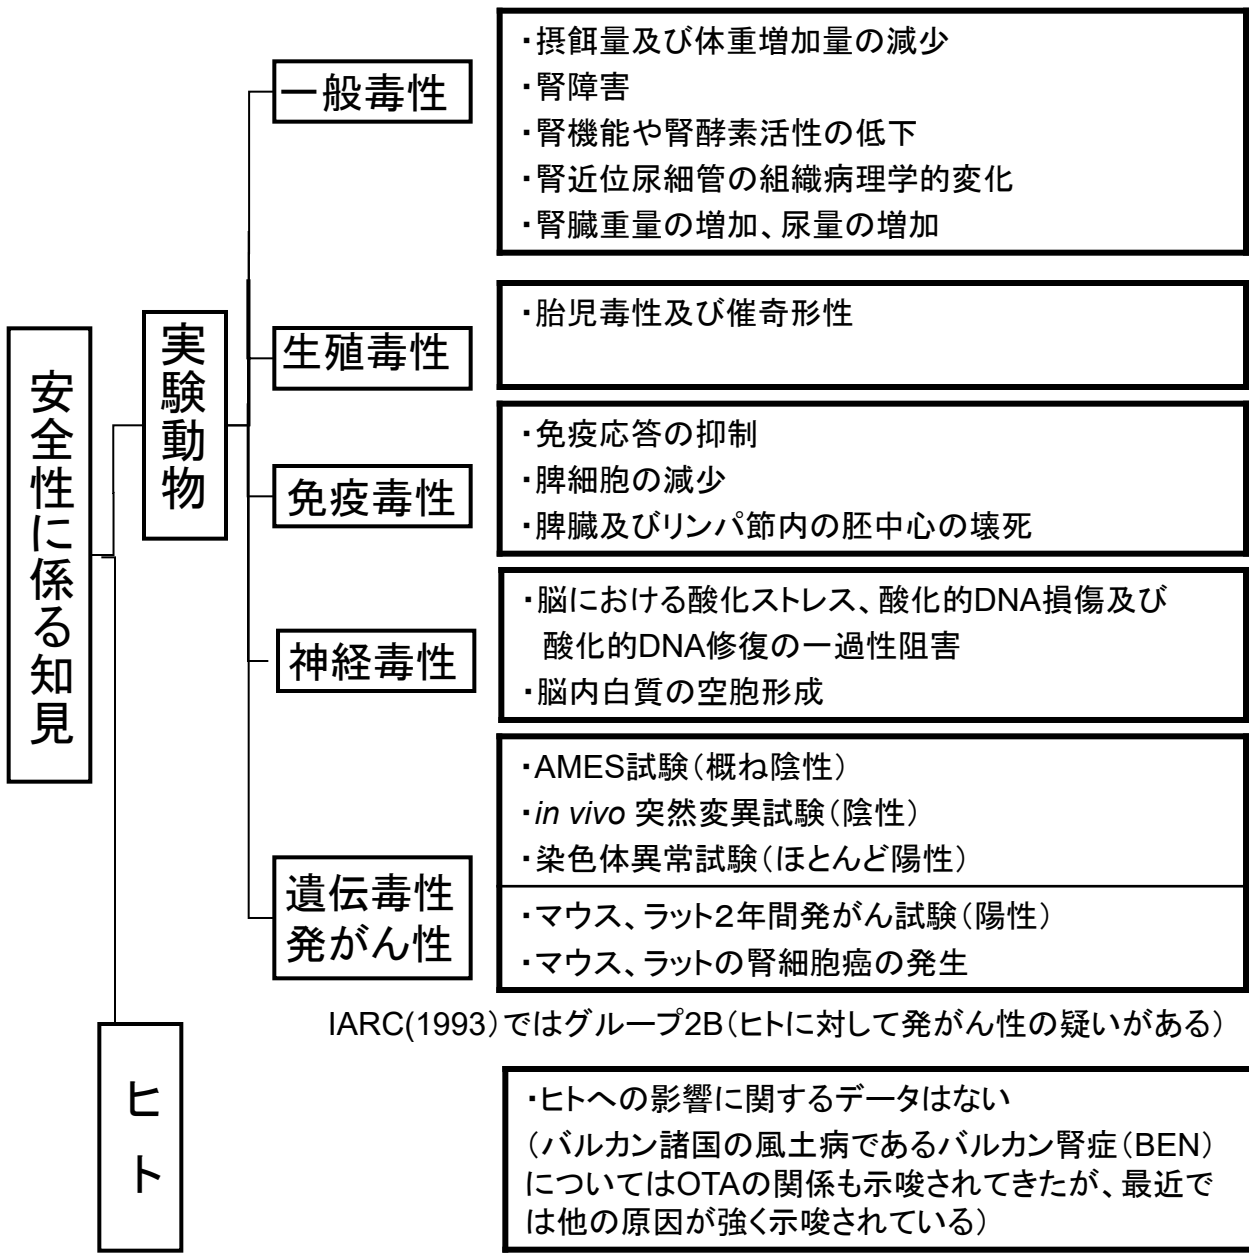 安全性に係る知見
実験動物
一般毒性
・摂餌量及び体重増加量の減少
・腎障害
・腎機能や腎酵素活性の低下
・腎近位尿細管の組織病理学的変化
・腎臓重量の増加、尿量の増加
生殖毒性
・胎児毒性及び催奇形性
免疫毒性
・免疫応答の抑制
・脾細胞の減少
・脾臓及びリンパ節内の胚中心の壊死
神経毒性
・脳における酸化ストレス、酸化的DNA損傷及び
酸化的DNA修復の一過性阻害
・脳内白質の空胞形成
遺伝毒性
発がん性
・AMES試験(概ね陰性)
・in vivo 突然変異試験(陰性)
・染色体異常試験(ほとんど陽性)
・マウス、ラット2年間発がん試験(陽性)
・マウス、ラットの腎細胞癌の発生
IARC(1993)ではグループ2B(ヒトに対して発がん性の疑いがある)
ヒト
・ヒトへの影響に関するデータはない
(バルカン諸国の風土病であるバルカン腎症(BEN)
についてはOTAの関係も示唆されてきたが、最近で
は他の原因が強く示唆されている)